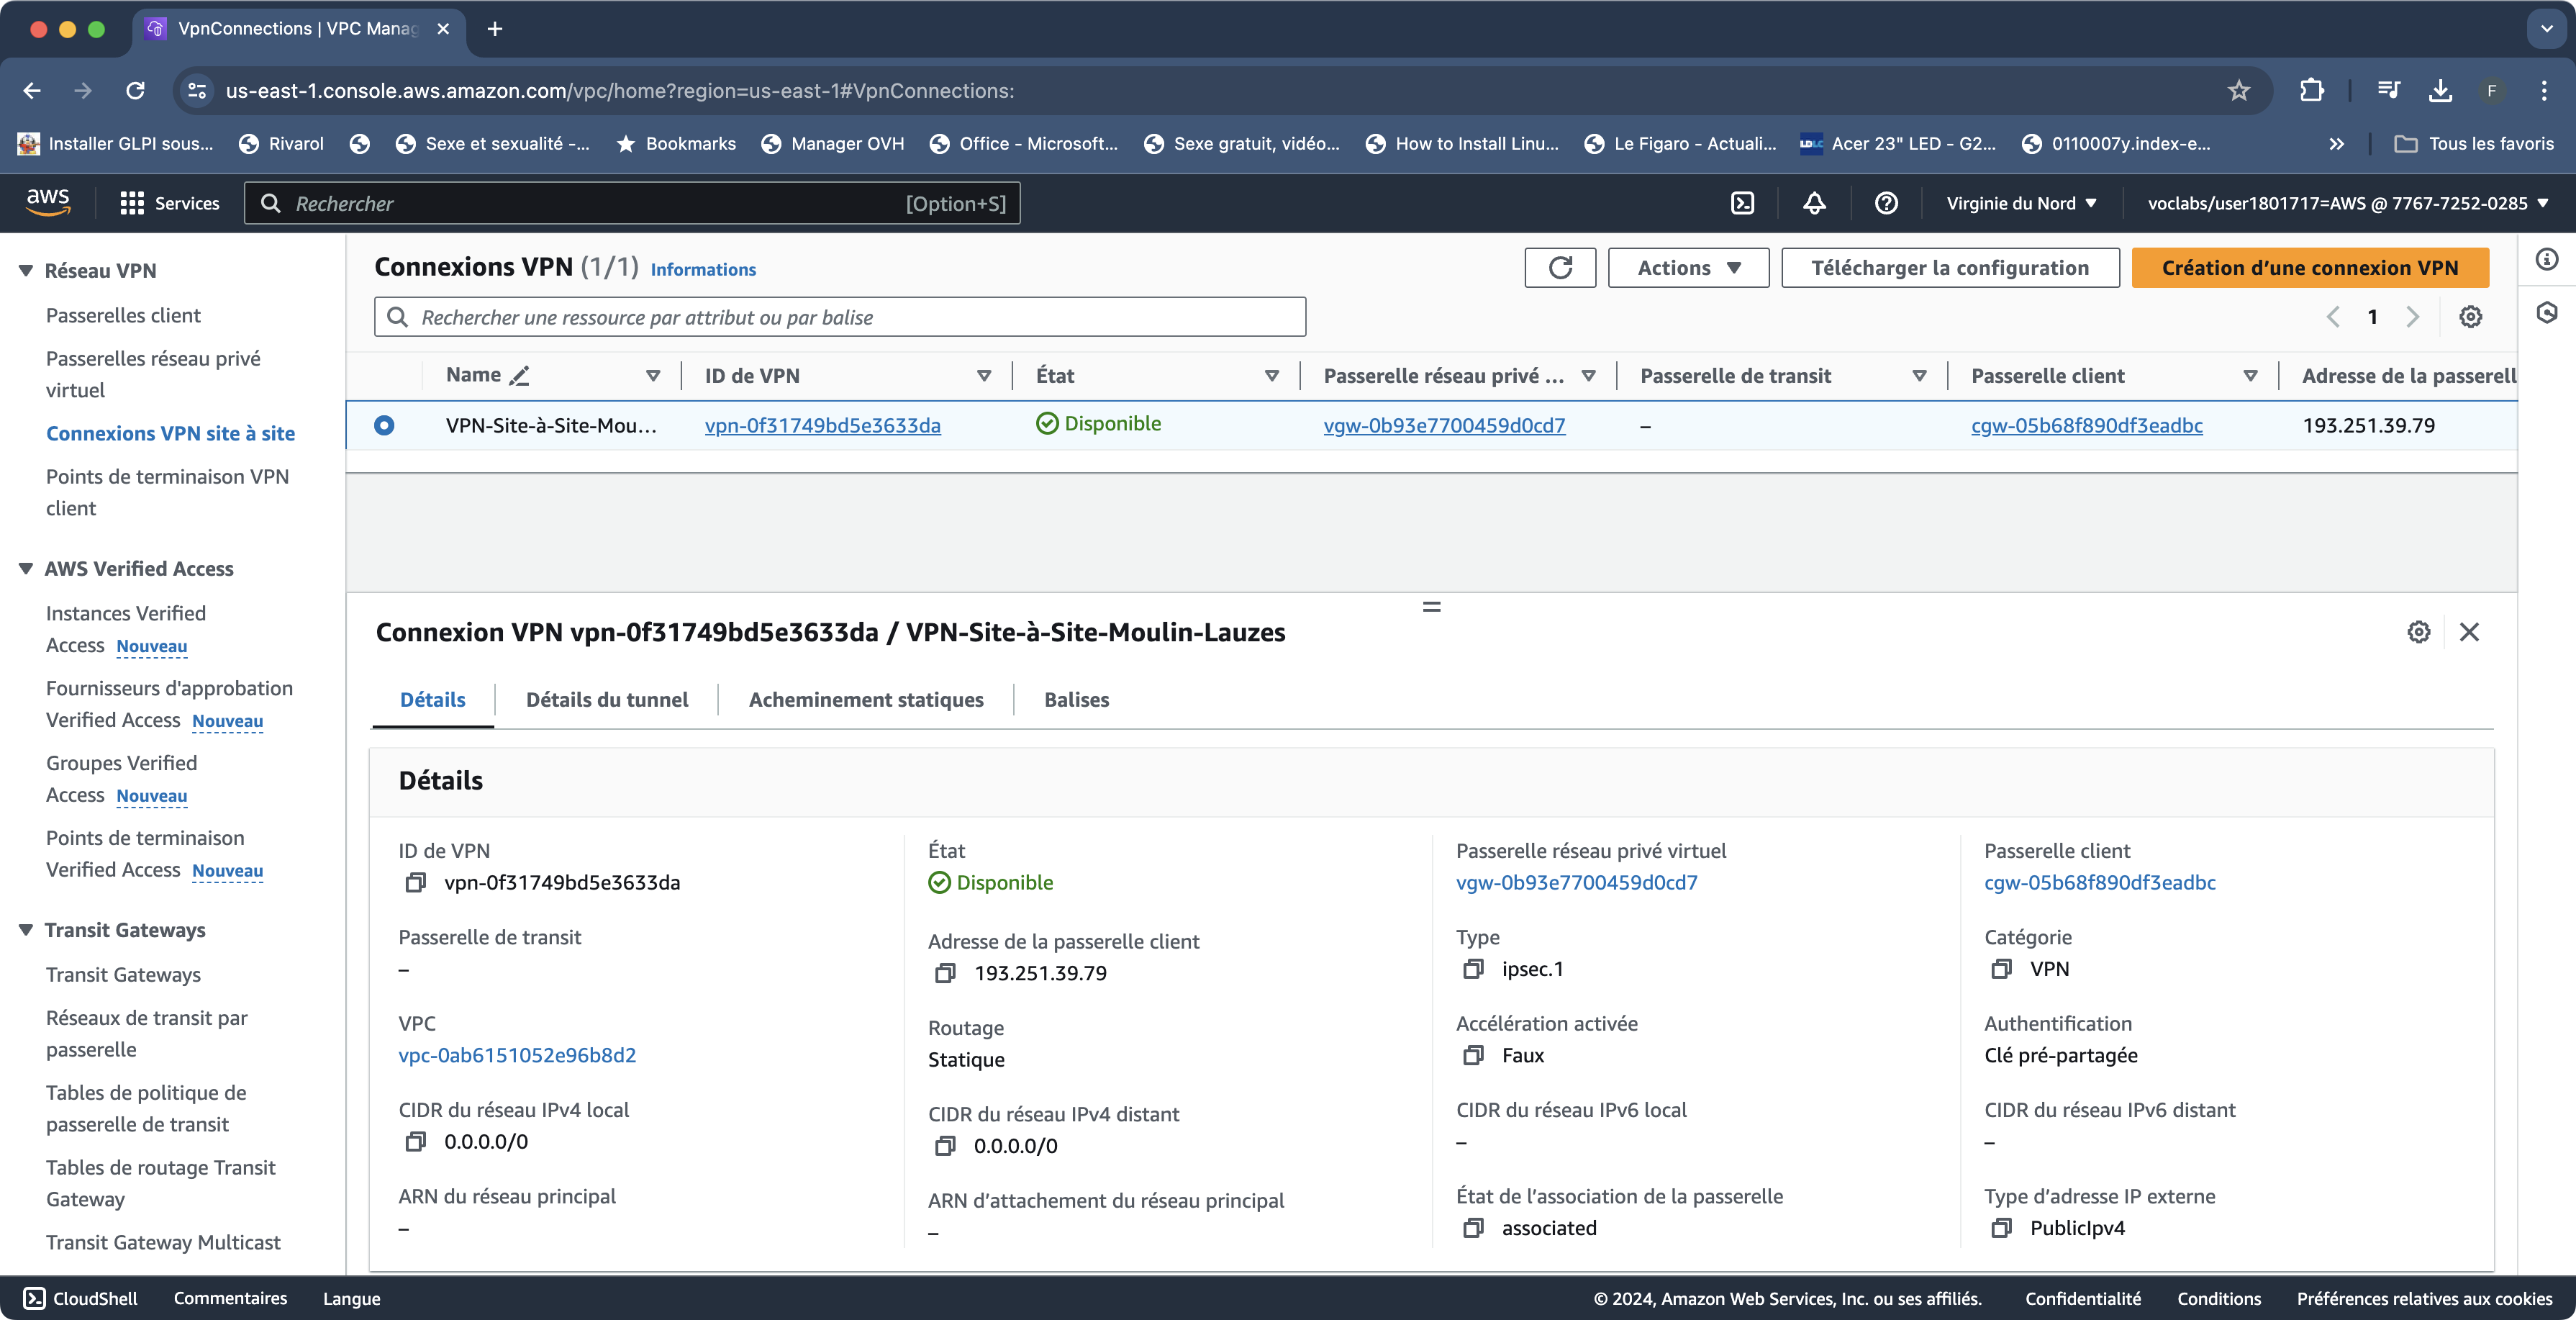 VpnConnections | VPC Manag
us-east-1.console.aws.amazon.com/vpc/home?region=us-east-1#VpnConnections:
F
Installer GLPI sous...
Rivarol
Sexe et sexualité -...
Bookmarks
Manager OVH
Office - Microsoft...
Sexe gratuit, vidéo...
How to Install Linu...
Le Figaro - Actuali...
LDLC
Acer 23" LED - G2...
0110007y.index-e...
Tous les favoris
aws
Services
Rechercher
[Option+S]
Virginie du Nord
voclabs/user1801717=AWS @ 7767-7252-0285
Réseau VPN
Passerelles client
Passerelles réseau privé
virtuel
Connexions VPN site à site
Points de terminaison VPN
client
AWS Verified Access
Instances Verified
Access Nouveau
Fournisseurs d'approbation
Verified Access Nouveau
Groupes Verified
Access Nouveau
Points de terminaison
Verified Access Nouveau
Transit Gateways
Transit Gateways
Réseaux de transit par
passerelle
Tables de politique de
passerelle de transit
Tables de routage Transit
Gateway
Transit Gateway Multicast
Connexions VPN (1/1) Informations
Actions
Télécharger la configuration
Création d’une connexion VPN
Rechercher une ressource par attribut ou par balise
1
Name
ID de VPN
État
Passerelle réseau privé ...
Passerelle de transit
Passerelle client
Adresse de la passerell
VPN-Site-à-Site-Mou...
vpn-0f31749bd5e3633da
Disponible
vgw-0b93e7700459d0cd7
–
cgw-05b68f890df3eadbc
193.251.39.79
Connexion VPN vpn-0f31749bd5e3633da / VPN-Site-à-Site-Moulin-Lauzes
Détails
Détails du tunnel
Acheminement statiques
Balises
Détails
ID de VPN
vpn-0f31749bd5e3633da
État
Disponible
Passerelle réseau privé virtuel
vgw-0b93e7700459d0cd7
Passerelle client
cgw-05b68f890df3eadbc
Passerelle de transit
–
Adresse de la passerelle client
193.251.39.79
Type
ipsec.1
Catégorie
VPN
VPC
vpc-0ab6151052e96b8d2
Routage
Statique
Accélération activée
Faux
Authentification
Clé pré-partagée
CIDR du réseau IPv4 local
0.0.0.0/0
CIDR du réseau IPv4 distant
0.0.0.0/0
CIDR du réseau IPv6 local
–
CIDR du réseau IPv6 distant
–
ARN du réseau principal
–
ARN d’attachement du réseau principal
–
État de l’association de la passerelle
associated
Type d’adresse IP externe
PublicIpv4
CloudShell
Commentaires
Langue
© 2024, Amazon Web Services, Inc. ou ses affiliés.
Confidentialité
Conditions
Préférences relatives aux cookies